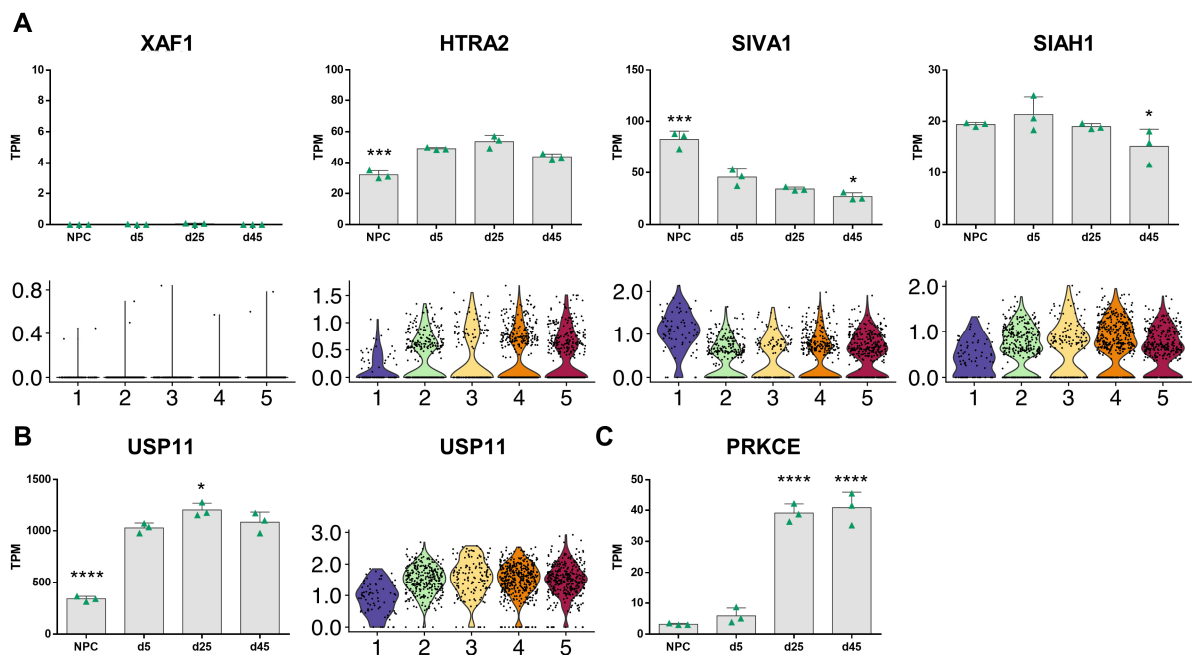 A
XAF1
HTRA2
SIVA1
SIAH1
TPM
10
8
6
4
2
0
NPC d5 d25 d45
TPM
100
80
60
40
20
0
***
NPC d5 d25 d45
TPM
150
100
50
0
***
*
NPC d5 d25 d45
TPM
30
20
10
0
*
NPC d5 d25 d45
0.8
0.4
0.0
1 2 3 4 5
1.5
1.0
0.5
0.0
1 2 3 4 5
2.0
1.0
0.0
1 2 3 4 5
2.0
1.0
0.0
1 2 3 4 5
B
USP11
TPM
1500
1000
500
0
****
*
NPC d5 d25 d45
USP11
3.0
2.0
1.0
0.0
1 2 3 4 5
C
PRKCE
TPM
50
40
30
20
10
0
**** ****
NPC d5 d25 d45